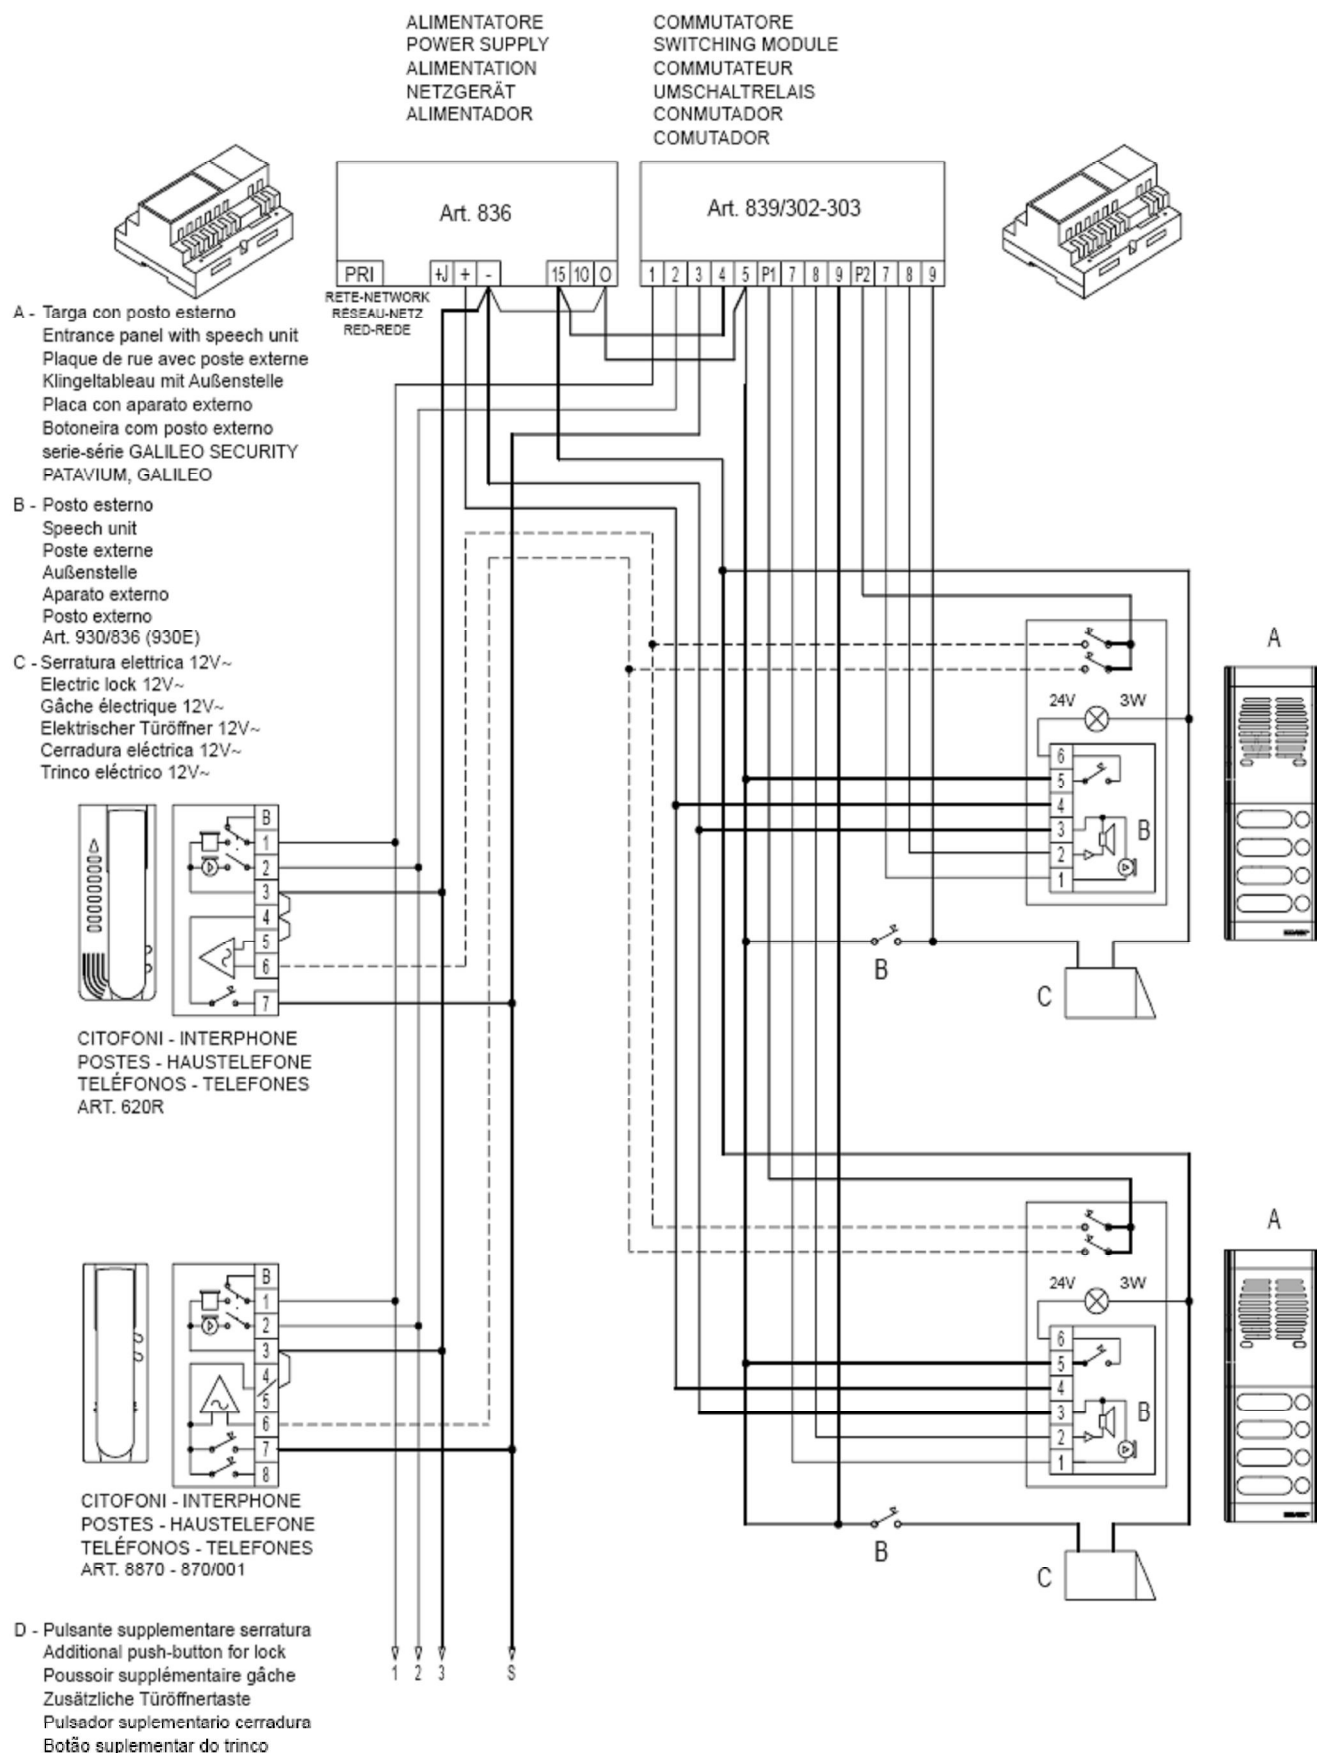 ALIMENTATORE
POWER SUPPLY
ALIMENTATION
NETZGERÄT
ALIMENTADOR
COMMUTATORE
SWITCHING MODULE
COMMUTATEUR
UMSCHALTRELAIS
CONMUTADOR
COMUTADOR
Art. 836
PRI +J + - 15 10 O
RETE-NETWORK
RÉSEAU-NETZ
RED-REDE
Art. 839/302-303
1 2 3 4 5 P1 7 8 9 P2 7 8 9
A - Targa con posto esterno
Entrance panel with speech unit
Plaque de rue avec poste externe
Klingeltableau mit Außenstelle
Placa con aparato externo
Botoneira com posto externo
serie-série GALILEO SECURITY
PATAVIUM, GALILEO
B - Posto esterno
Speech unit
Poste externe
Außenstelle
Aparato externo
Posto externo
Art. 930/836 (930E)
C - Serratura elettrica 12V~
Electric lock 12V~
Gâche électrique 12V~
Elektrischer Türöffner 12V~
Cerradura eléctrica 12V~
Trinco eléctrico 12V~
B
1
2
3
4
5
6
7
CITOFONI - INTERPHONE
POSTES - HAUSTELEFONE
TELÉFONOS - TELEFONES
ART. 620R
B
1
2
3
4
5
6
7
8
CITOFONI - INTERPHONE
POSTES - HAUSTELEFONE
TELÉFONOS - TELEFONES
ART. 8870 - 870/001
D - Pulsante supplementare serratura
Additional push-button for lock
Poussoir supplémentaire gâche
Zusätzliche Türöffnertaste
Pulsador suplementario cerradura
Botão suplementar do trinco
1 2 3 S
A
24V 3W
6
5
4
3
2
1
B
B
C
A
24V 3W
6
5
4
3
2
1
B
B
C